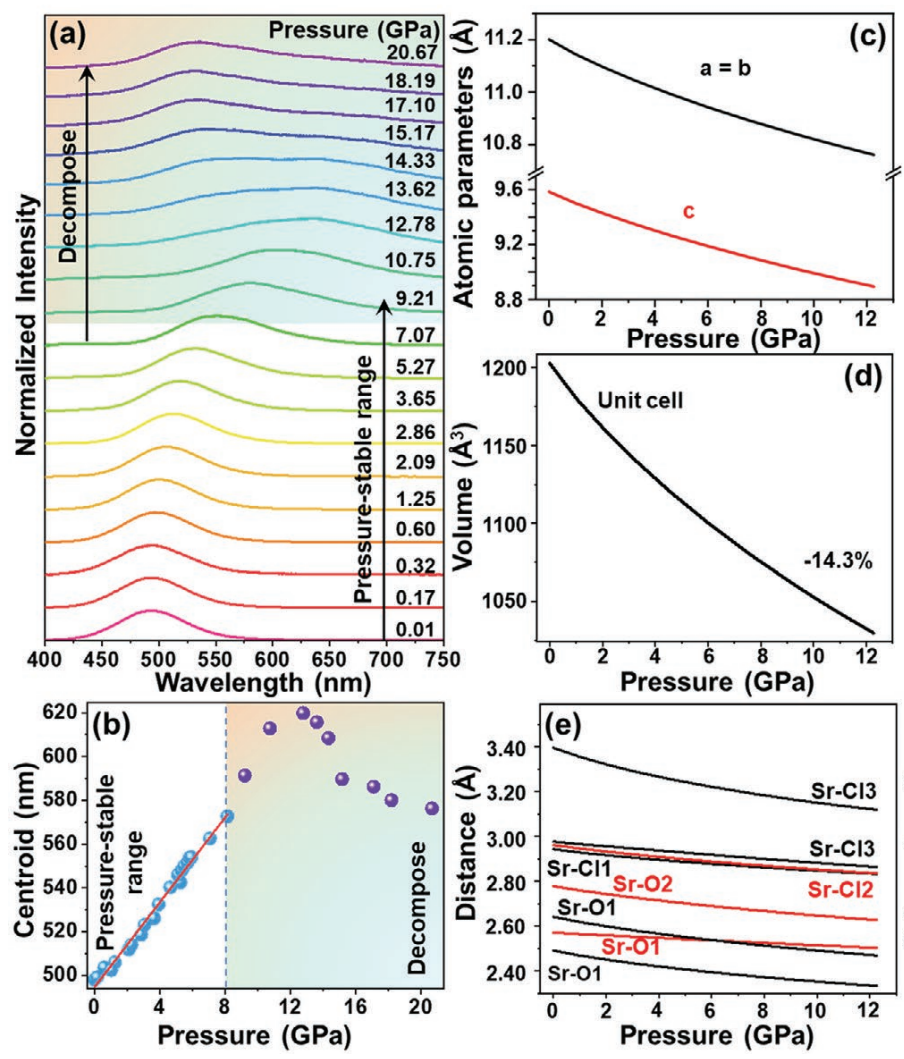 (a)
Pressure (GPa)
20.67
18.19
17.10
15.17
14.33
13.62
12.78
10.75
9.21
7.07
5.27
3.65
2.86
2.09
1.25
0.60
0.32
0.17
0.01
Decompose
Pressure-stable range
Normalized Intensity
400 450 500 550 600 650 700 750
Wavelength (nm)
(b)
Centroid (nm)
620
600
580
560
540
520
500
Pressure-stable
range
Decompose
0 4 8 12 16 20
Pressure (GPa)
(c)
Atomic parameters (Å)
11.2
11.0
10.8
9.6
9.2
8.8
a = b
c
0 2 4 6 8 10 12
Pressure (GPa)
(d)
Volume (Å3)
1200
1150
1100
1050
Unit cell
-14.3%
0 2 4 6 8 10 12
Pressure (GPa)
(e)
Distance (Å)
3.40
3.20
3.00
2.80
2.60
2.40
Sr-Cl3
Sr-Cl3
Sr-Cl1
Sr-O2
Sr-Cl2
Sr-O1
Sr-O1
Sr-O1
0 2 4 6 8 10 12
Pressure (GPa)